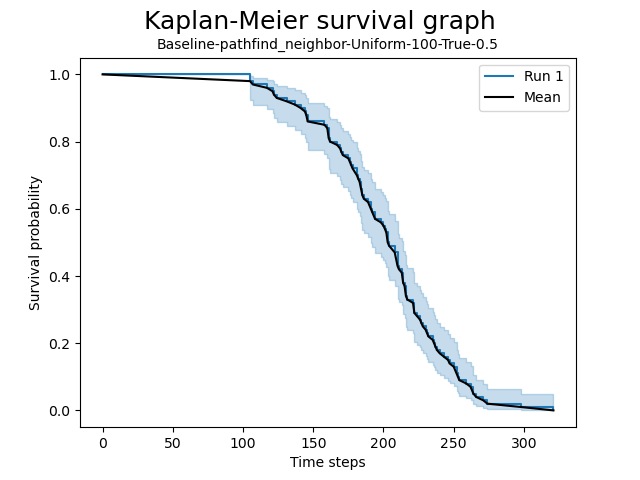 Kaplan-Meier survival graph
Baseline-pathfind_neighbor-Uniform-100-True-0.5
Run 1
Mean
Survival probability
1.0
0.8
0.6
0.4
0.2
0.0
0 50 100 150 200 250 300
Time steps